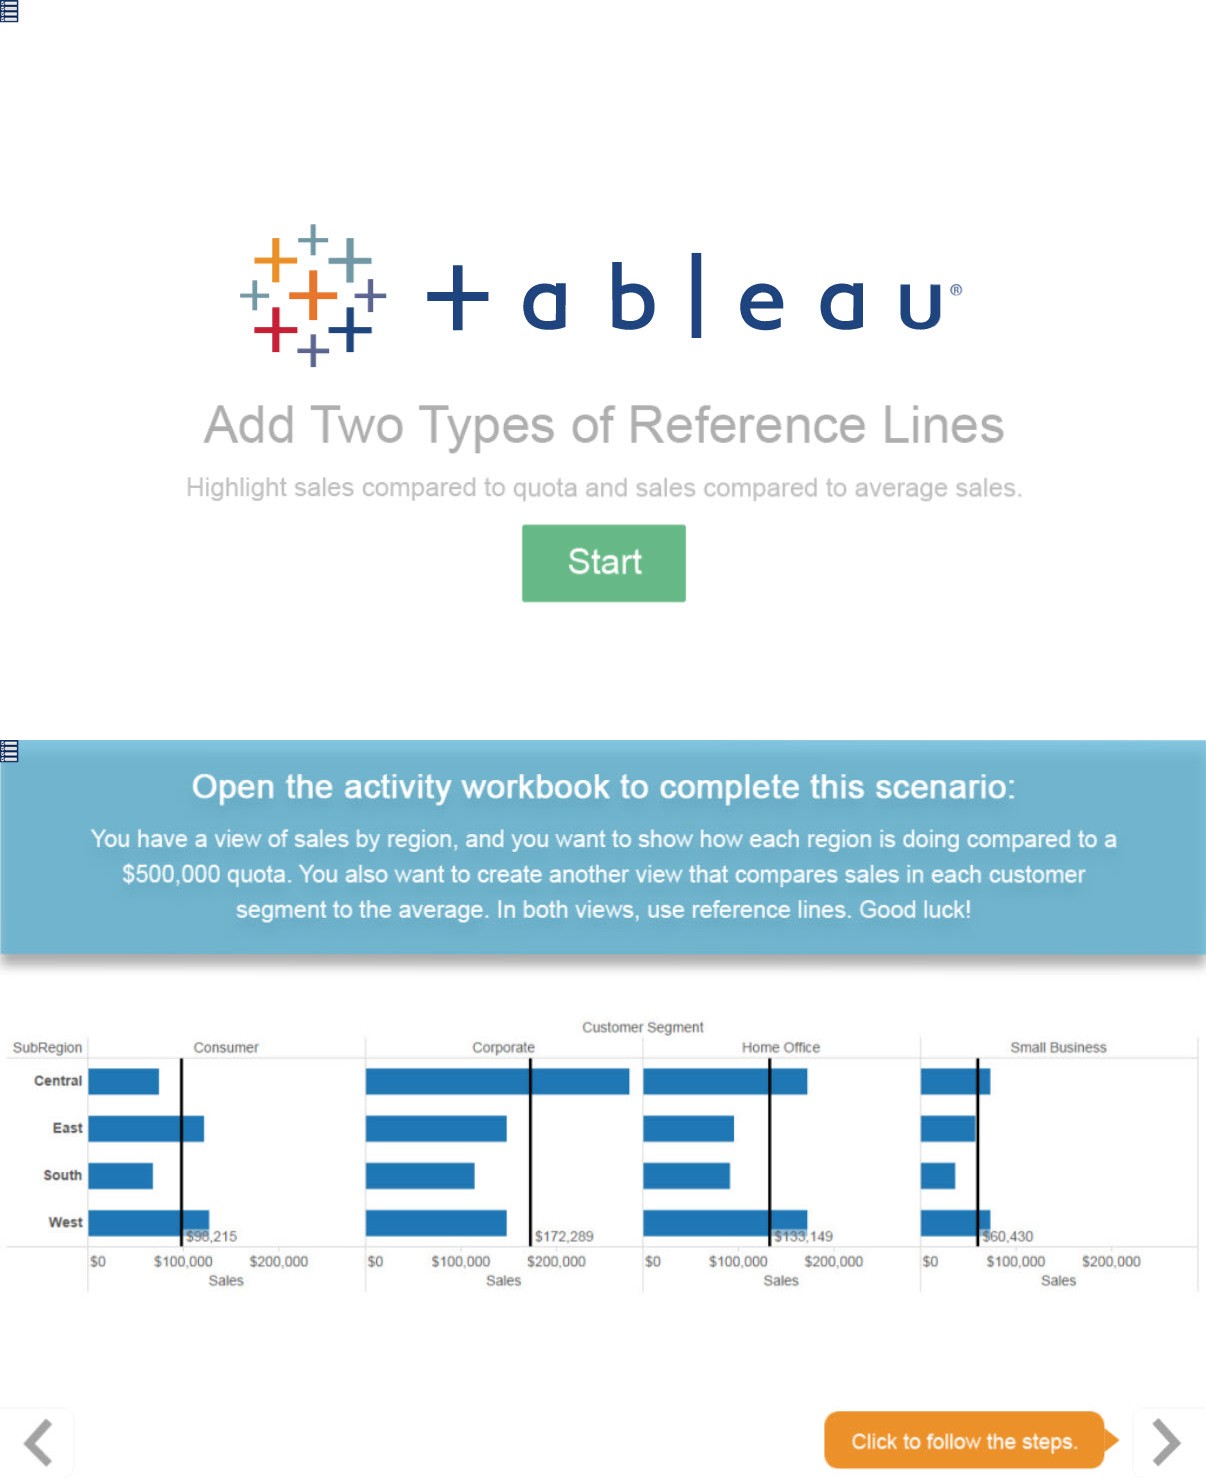 tableau®
Add Two Types of Reference Lines
Highlight sales compared to quota and sales compared to average sales.
Start
Open the activity workbook to complete this scenario:
You have a view of sales by region, and you want to show how each region is doing compared to a
$500,000 quota. You also want to create another view that compares sales in each customer
segment to the average. In both views, use reference lines. Good luck!
Customer Segment
SubRegion Consumer Corporate Home Office Small Business
Central
East
South
West
$98,215 $172,289 $133,149 $60,430
$0 $100,000 $200,000 $0 $100,000 $200,000 $0 $100,000 $200,000 $0 $100,000 $200,000
Sales Sales Sales Sales
Click to follow the steps.